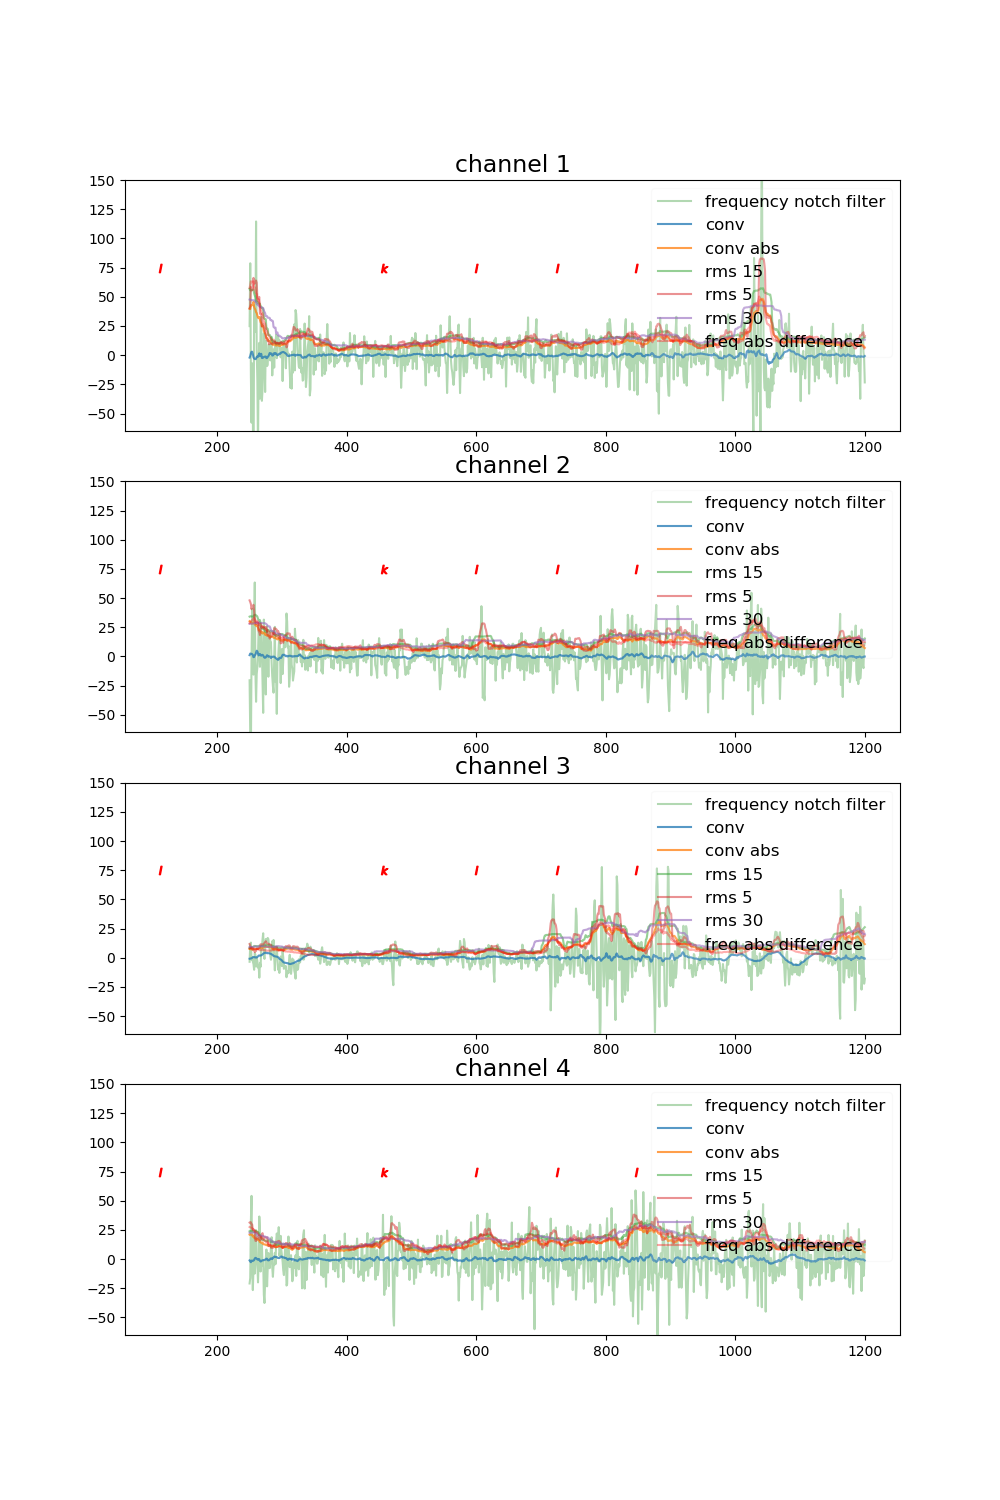 channel 1
150
125
100
75
50
25
0
−25
−50
l k l l l
frequency notch filter
conv
conv abs
rms 15
rms 5
rms 30
freq abs difference
200 400 600 800 1000 1200
channel 2
150
125
100
75
50
25
0
−25
−50
l k l l l
frequency notch filter
conv
conv abs
rms 15
rms 5
rms 30
freq abs difference
200 400 600 800 1000 1200
channel 3
150
125
100
75
50
25
0
−25
−50
l k l l l
frequency notch filter
conv
conv abs
rms 15
rms 5
rms 30
freq abs difference
200 400 600 800 1000 1200
channel 4
150
125
100
75
50
25
0
−25
−50
l k l l l
frequency notch filter
conv
conv abs
rms 15
rms 5
rms 30
freq abs difference
200 400 600 800 1000 1200